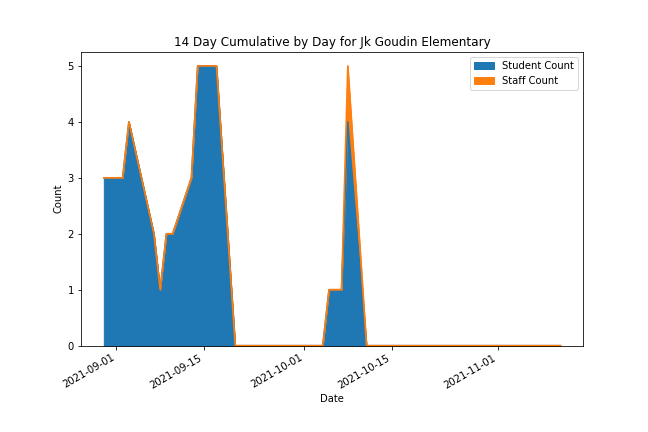 14 Day Cumulative by Day for Jk Goudin Elementary
Student Count
Staff Count
Count
5
4
3
2
1
0
2021-09-01
2021-09-15
2021-10-01
2021-10-15
2021-11-01
Date